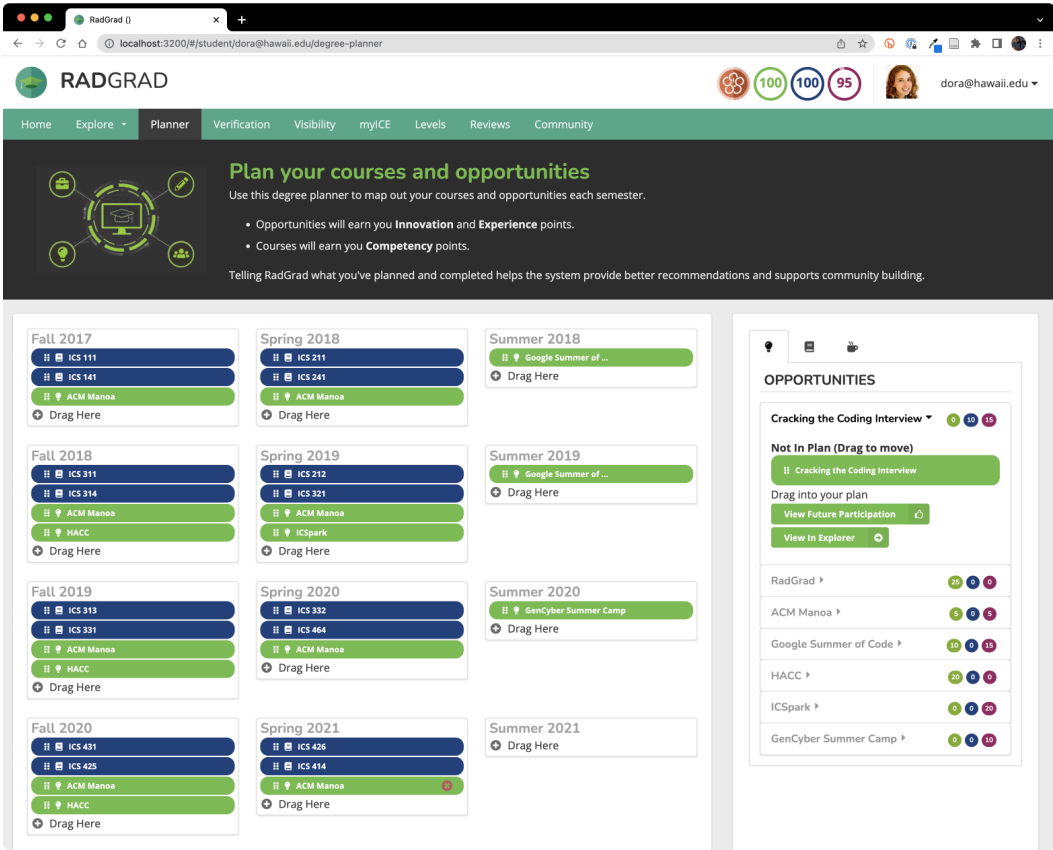 RadGrad ()
localhost:3200/#/student/dora@hawaii.edu/degree-planner
RADGRAD
100
100
95
dora@hawaii.edu
Home Explore Planner Verification Visibility myICE Levels Reviews Community
Plan your courses and opportunities
Use this degree planner to map out your courses and opportunities each semester.
• Opportunities will earn you Innovation and Experience points.
• Courses will earn you Competency points.
Telling RadGrad what you've planned and completed helps the system provide better recommendations and supports community building.
Fall 2017
ICS 111
ICS 141
ACM Manoa
Drag Here
Spring 2018
ICS 211
ICS 241
ACM Manoa
Drag Here
Summer 2018
Google Summer of ...
Drag Here
Fall 2018
ICS 311
ICS 314
ACM Manoa
HACC
Drag Here
Spring 2019
ICS 212
ICS 321
ACM Manoa
ICSpark
Drag Here
Summer 2019
Google Summer of ...
Drag Here
Fall 2019
ICS 313
ICS 331
ACM Manoa
HACC
Drag Here
Spring 2020
ICS 332
ICS 464
ACM Manoa
Drag Here
Summer 2020
GenCyber Summer Camp
Drag Here
Fall 2020
ICS 431
ICS 425
ACM Manoa
HACC
Drag Here
Spring 2021
ICS 426
ICS 414
ACM Manoa
Drag Here
Summer 2021
Drag Here
OPPORTUNITIES
Cracking the Coding Interview 0 10 15
Not In Plan (Drag to move)
Cracking the Coding Interview
Drag into your plan
View Future Participation
View In Explorer
RadGrad 25 0 0
ACM Manoa 5 0 5
Google Summer of Code 10 0 15
HACC 20 0 0
ICSpark 0 0 20
GenCyber Summer Camp 0 0 10